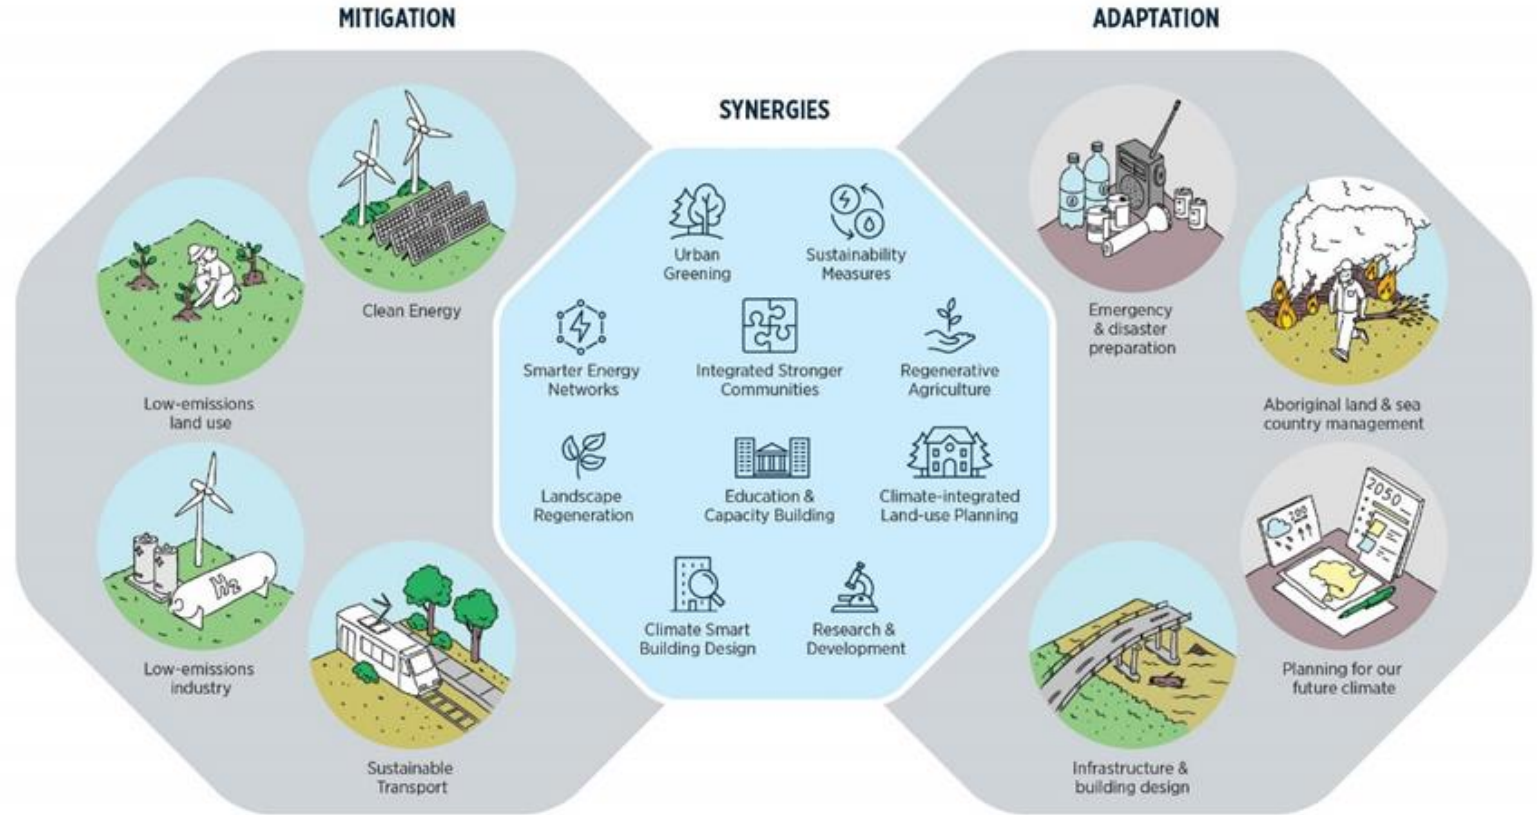 MITIGATION
ADAPTATION
SYNERGIES
Clean Energy
Low-emissions
land use
H2
Low-emissions
industry
Sustainable
Transport
Urban
Greening
Sustainability
Measures
Smarter Energy
Networks
Integrated Stronger
Communities
Regenerative
Agriculture
Landscape
Regeneration
Education &
Capacity Building
Climate-integrated
Land-use Planning
Climate Smart
Building Design
Research &
Development
Emergency
& disaster
preparation
Aboriginal land & sea
country management
2050
Planning for our
future climate
Infrastructure &
building design